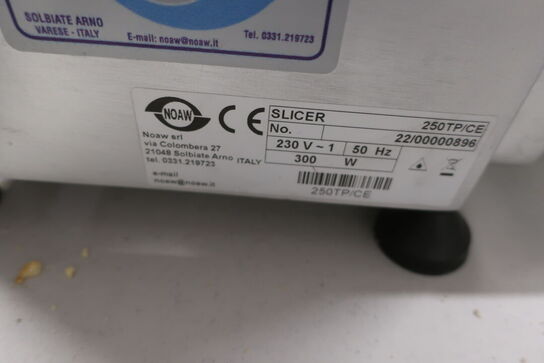 SOLBIATE ARNO
VARESE - ITALY
E-mail: noaw@noaw.it
Tel. 0331.219723
NOAW
CE
Noaw srl
via Colombera 27
21048 Solbiate Arno ITALY
tel. 0331.219723
e-mail
noaw@noaw.it
SLICER 250TP/CE
No. 22/00000896
230 V ~ 1 50 Hz
300 W
250TP/CE